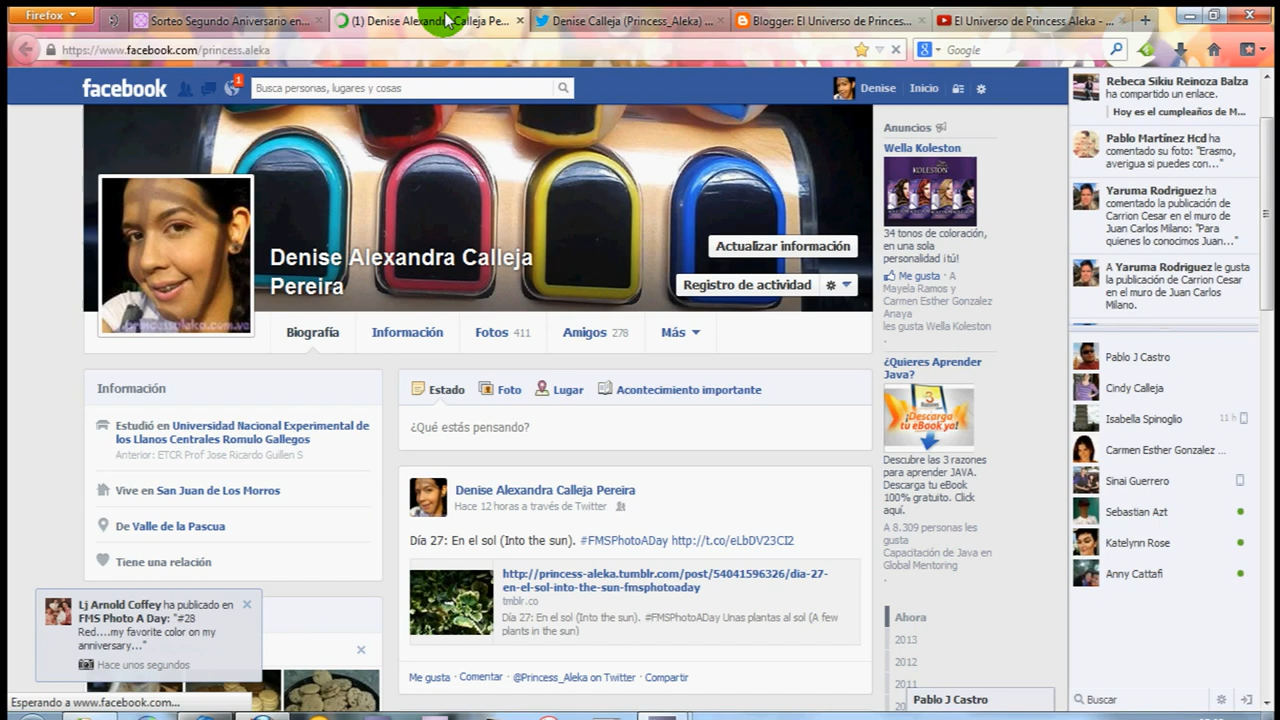 Firefox
Sorteo Segundo Aniversario en...
(1) Denise Alexandra Calleja Pe...
Denise Calleja (Princess_Aleka) ...
Blogger: El Universo de Princes...
El Universo de Princess Aleka - ...
https://www.facebook.com/princess.aleka
Google
facebook
1
Busca personas, lugares y cosas
Denise
Inicio
Denise Alexandra Calleja
Pereira
Actualizar información
Registro de actividad
Biografía
Información
Fotos 411
Amigos 278
Más
Información
Estudió en Universidad Nacional Experimental de
los Llanos Centrales Romulo Gallegos
Anterior: ETCR Prof Jose Ricardo Guillen S
Vive en San Juan de Los Morros
De Valle de la Pascua
Tiene una relación
Lj Arnold Coffey ha publicado en
FMS Photo A Day: "#28
Red....my favorite color on my
anniversary..."
Hace unos segundos
Esperando a www.facebook.com...
Estado
Foto
Lugar
Acontecimiento importante
¿Qué estás pensando?
Denise Alexandra Calleja Pereira
Hace 12 horas a través de Twitter
Día 27: En el sol (Into the sun). #FMSPhotoADay http://t.co/eLbDV23CI2
http://princess-aleka.tumblr.com/post/54041596326/dia-27-
en-el-sol-into-the-sun-fmsphotoaday
tmblr.co
Día 27: En el sol (Into the sun). #FMSPhotoADay Unas plantas al sol (A few
plants in the sun)
Me gusta · Comentar · @Princess_Aleka on Twitter · Compartir
Anuncios
Wella Koleston
KOLESTON
34 tonos de coloración,
en una sola
personalidad ¡tú!
Me gusta · A
Mayela Ramos y
Carmen Esther Gonzalez
Anaya
les gusta Wella Koleston
.
¿Quieres Aprender
Java?
3
¡Descarga
tu eBook ya!
Descubre las 3 razones
para aprender JAVA.
Descarga tu eBook
100% gratuito. Click
aquí.
A 8.309 personas les
gusta
Capacitación de Java en
Global Mentoring
.
Ahora
2013
2012
2011
20
Pablo J Castro
Rebeca Sikiu Reinoza Balza
ha compartido un enlace.
Hoy es el cumpleaños de M...
Pablo Martínez Hcd ha
comentado su foto: "Erasmo,
averigua si puedes con..."
Yaruma Rodriguez ha
comentado la publicación de
Carrion Cesar en el muro de
Juan Carlos Milano: "Para
quienes lo conocimos Juan..."
A Yaruma Rodriguez le gusta
la publicación de Carrion Cesar
en el muro de Juan Carlos
Milano.
Pablo J Castro
Cindy Calleja
Isabella Spinoglio 11 h
Carmen Esther Gonzalez ...
Sinai Guerrero
Sebastian Azt
Katelynn Rose
Anny Cattafi
Buscar